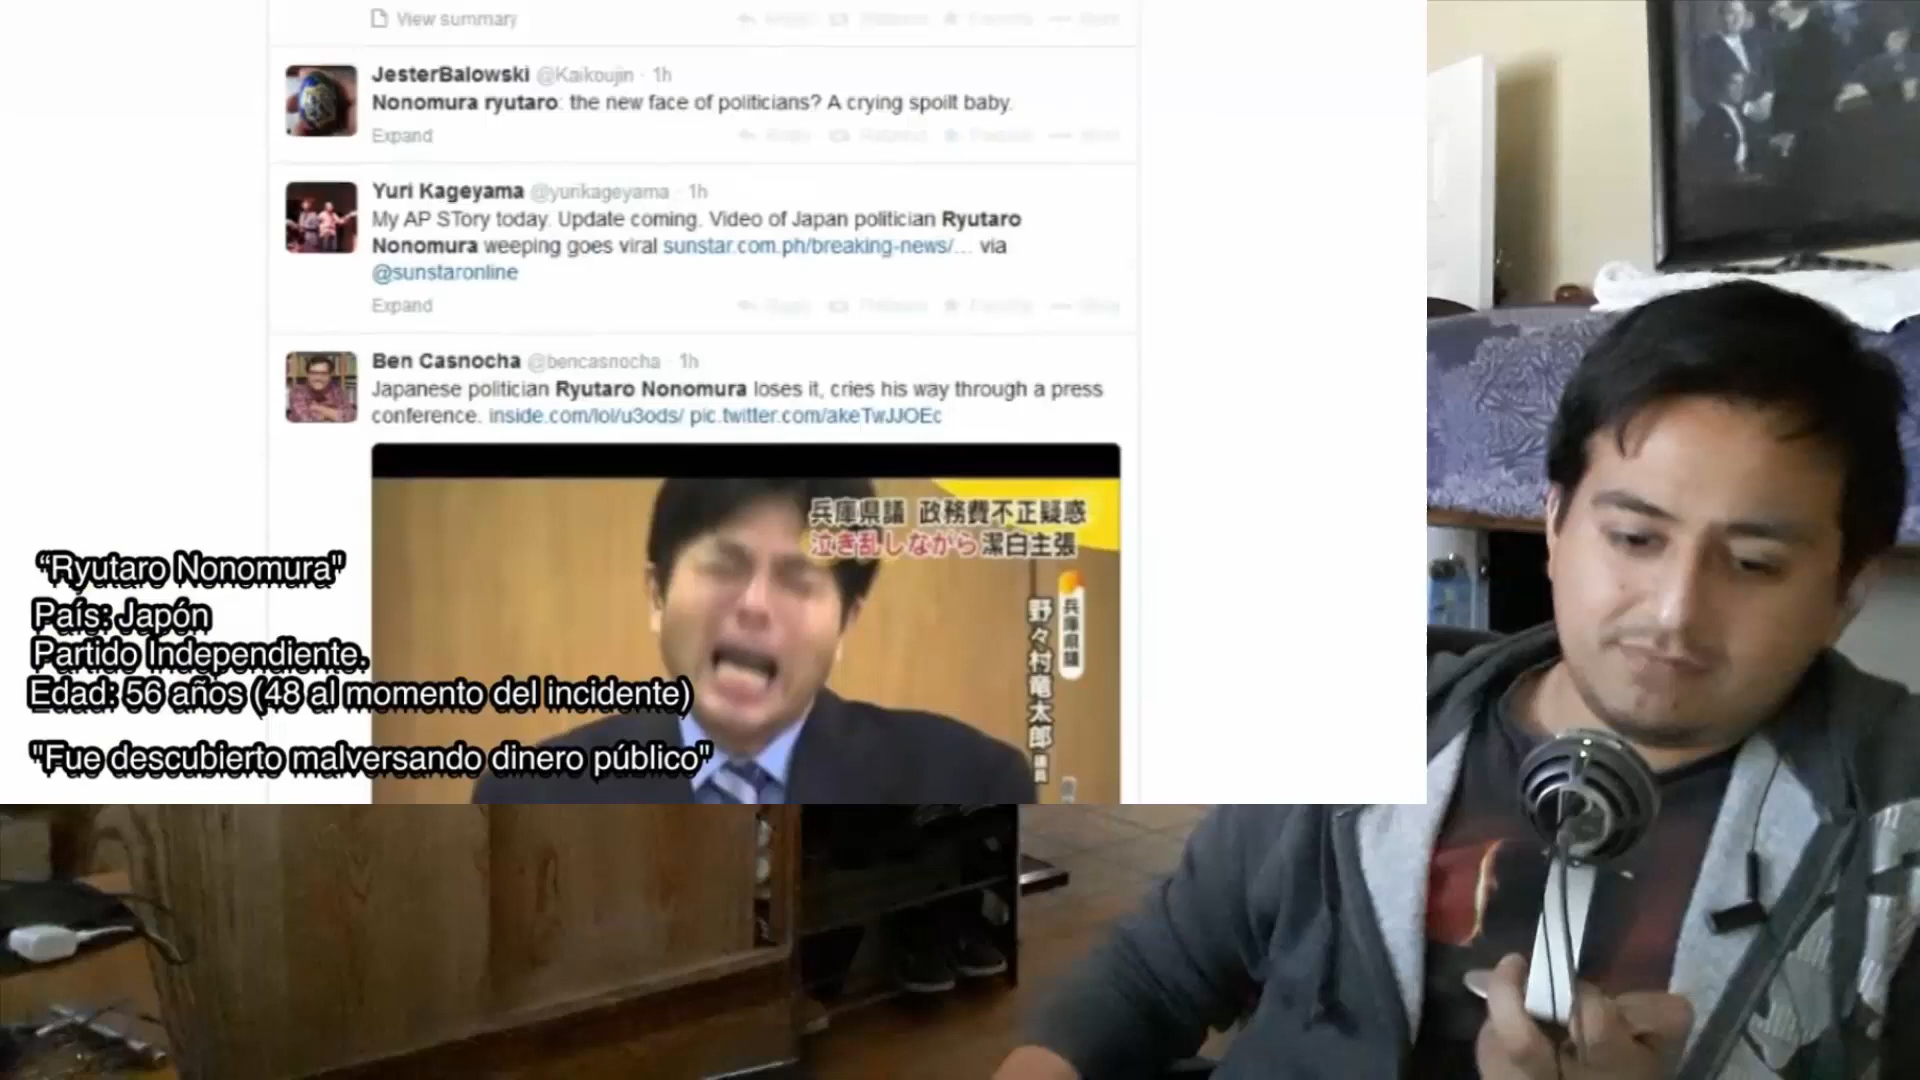 View summary
JesterBalowski @Kaikoujin · 1h
Nonomura ryutaro: the new face of politicians? A crying spoilt baby.
Expand
Yuri Kageyama @yurikageyama · 1h
My AP STory today. Update coming. Video of Japan politician Ryutaro
Nonomura weeping goes viral sunstar.com.ph/breaking-news/... via
@sunstaronline
Expand
Ben Casnocha @bencasnocha · 1h
Japanese politician Ryutaro Nonomura loses it, cries his way through a press
conference. inside.com/lol/u3ods/ pic.twitter.com/akeTwJJOEc
兵庫県議 政務費不正疑惑
泣き乱しながら潔白主張
兵庫県議
野々村竜太郎 議員
“Ryutaro Nonomura"
País: Japón
Partido Independiente.
Edad: 56 años (48 al momento del incidente)
"Fue descubierto malversando dinero público"